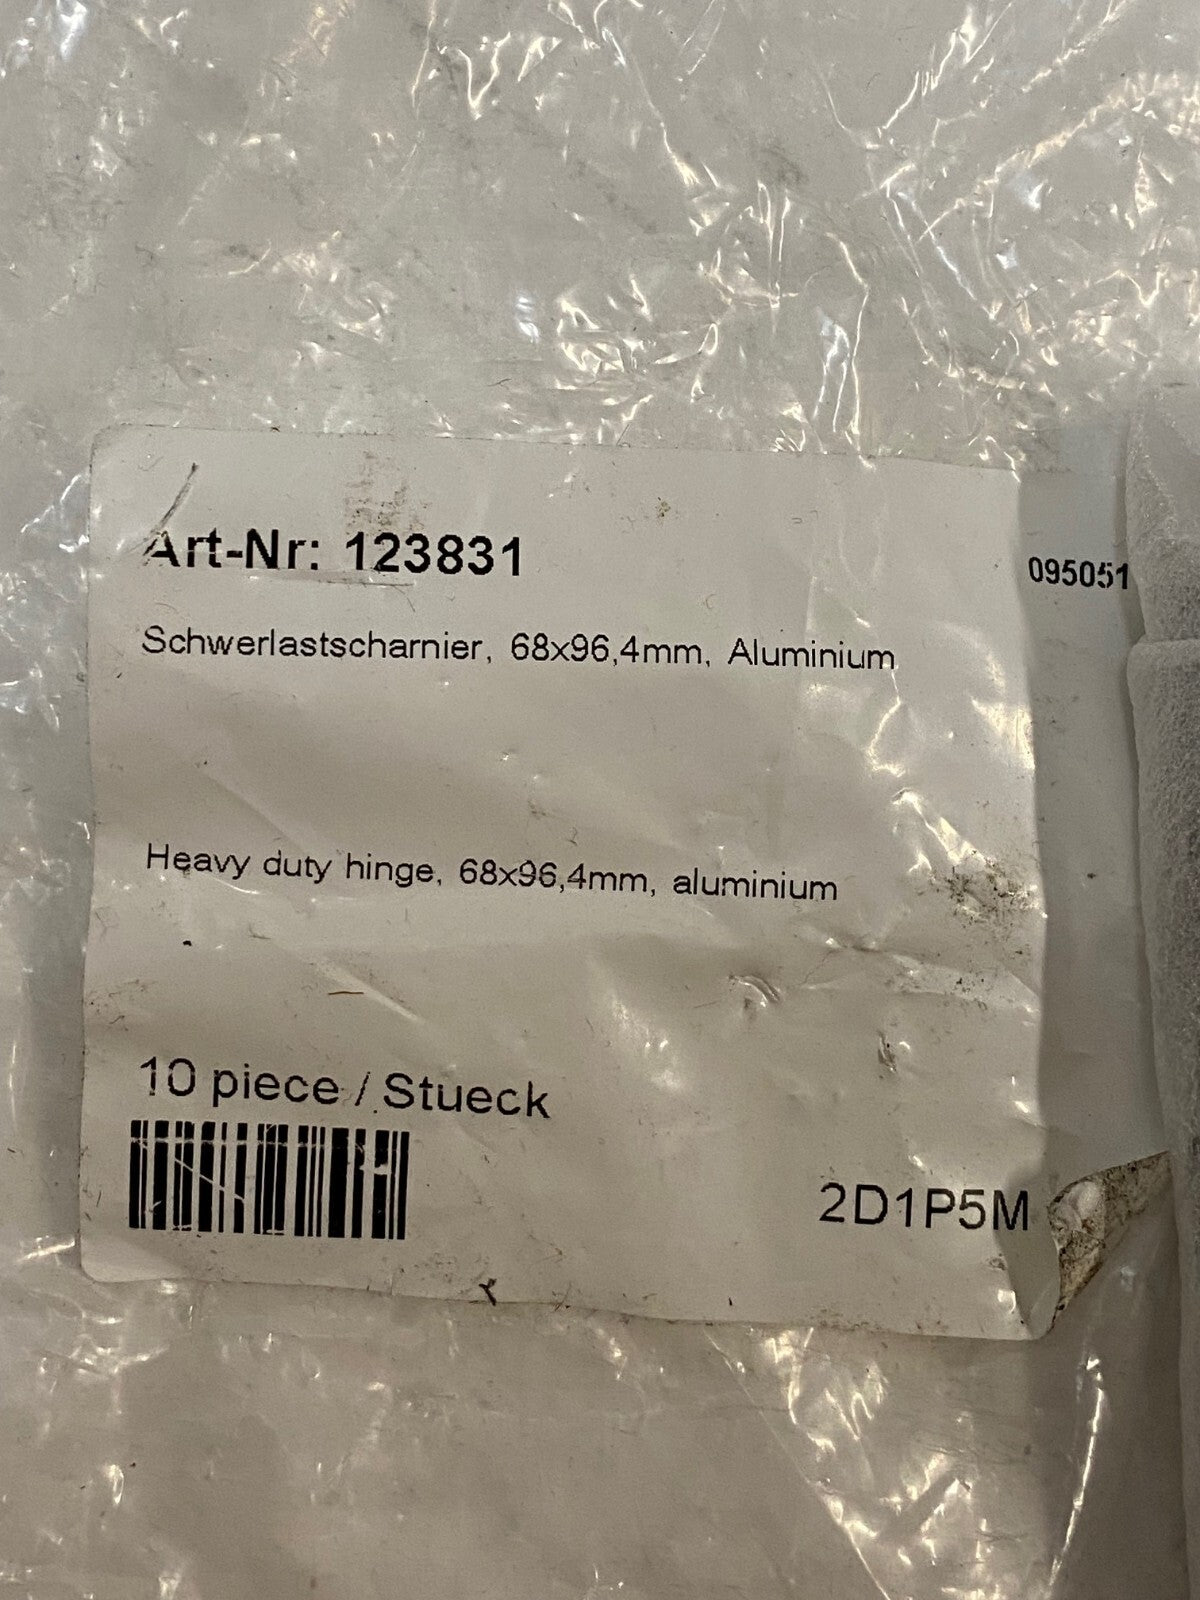 Art-Nr: 123831
095051
Schwerlastscharnier, 68x96,4mm, Aluminium
Heavy duty hinge, 68x96,4mm, aluminium
10 piece / Stueck
2D1P5M